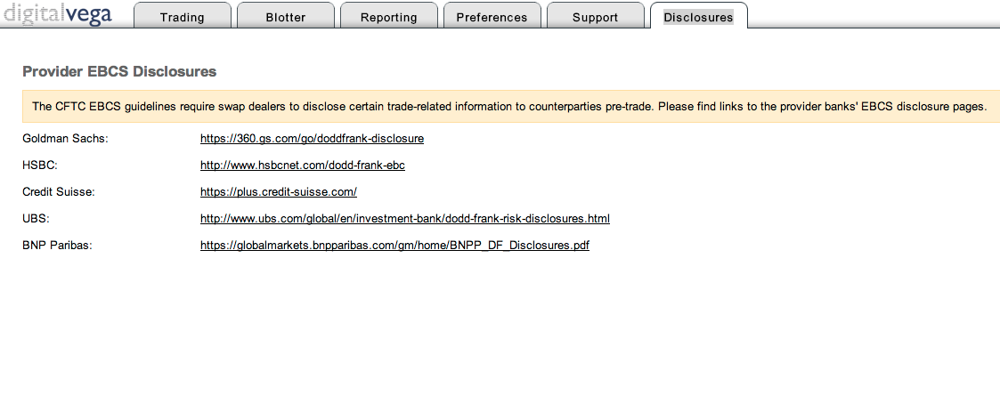 digitalvega Trading Blotter Reporting Preferences Support Disclosures
Provider EBCS Disclosures
The CFTC EBCS guidelines require swap dealers to disclose certain trade-related information to counterparties pre-trade. Please find links to the provider banks' EBCS disclosure pages.
Goldman Sachs: https://360.gs.com/go/doddfrank-disclosure
HSBC: http://www.hsbcnet.com/dodd-frank-ebc
Credit Suisse: https://plus.credit-suisse.com/
UBS: http://www.ubs.com/global/en/investment-bank/dodd-frank-risk-disclosures.html
BNP Paribas: https://globalmarkets.bnpparibas.com/gm/home/BNPP_DF_Disclosures.pdf